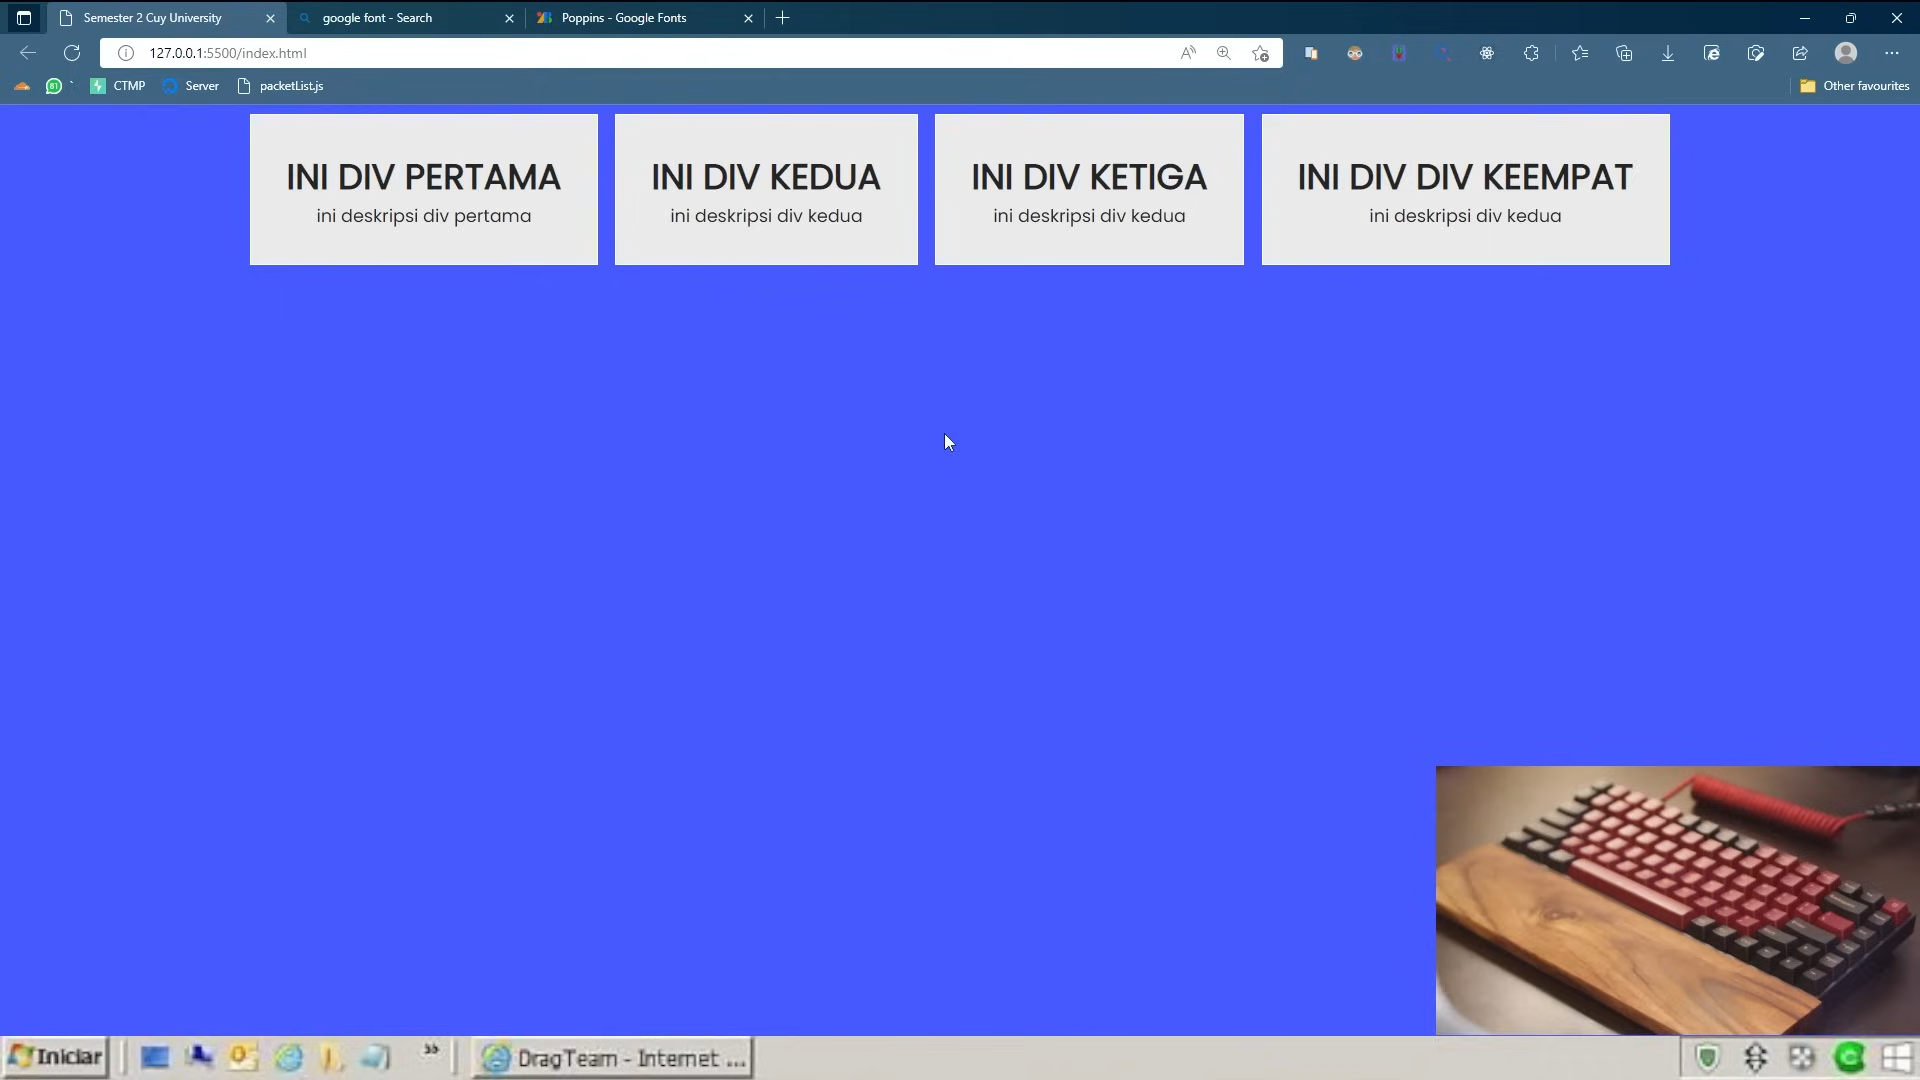 Semester 2 Cuy University
google font - Search
Poppins - Google Fonts
127.0.0.1:5500/index.html
CTMP
Server
packetList.js
Other favourites
INI DIV PERTAMA
ini deskripsi div pertama
INI DIV KEDUA
ini deskripsi div kedua
INI DIV KETIGA
ini deskripsi div kedua
INI DIV DIV KEEMPAT
ini deskripsi div kedua
Iniciar
DragTeam - Internet ...